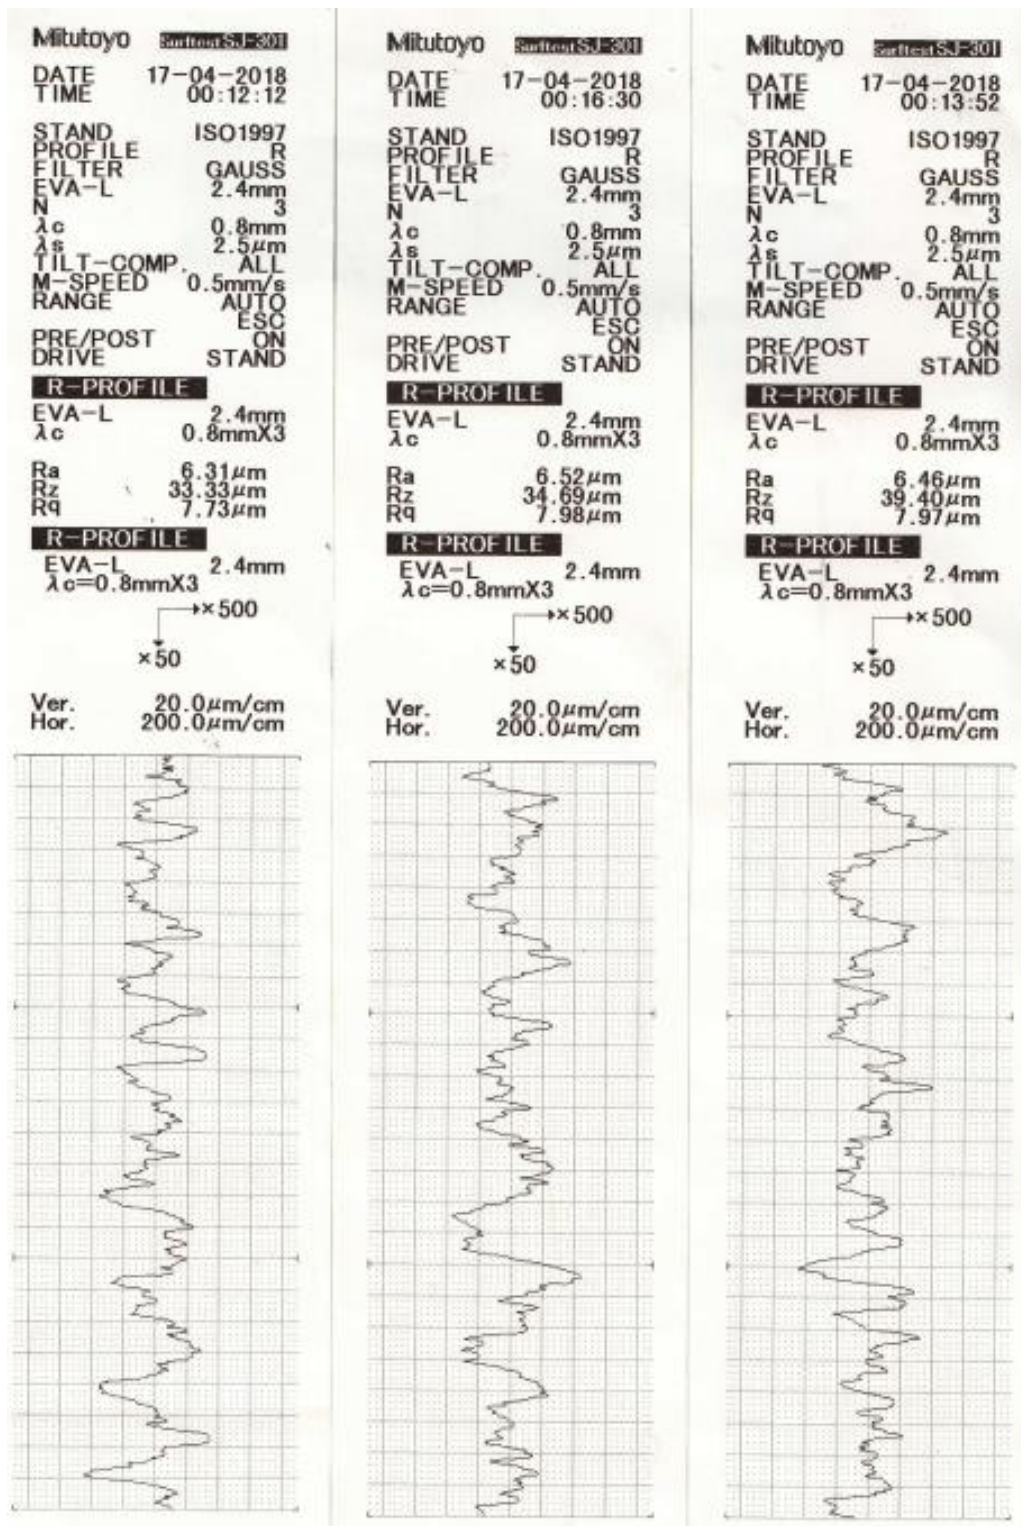 Mitutoyo SurftestSJ-301
DATE 17-04-2018
TIME 00:12:12
STAND ISO1997
PROFILE R
FILTER GAUSS
EVA-L 2.4mm
N 3
λc 0.8mm
λs 2.5μm
TILT-COMP. ALL
M-SPEED 0.5mm/s
RANGE AUTO
ESC
PRE/POST ON
DRIVE STAND
R-PROFILE
EVA-L 2.4mm
λc 0.8mmX3
Ra 6.31μm
Rz 33.33μm
Rq 7.73μm
R-PROFILE
EVA-L 2.4mm
λc=0.8mmX3
×500
×50
Ver. 20.0μm/cm
Hor. 200.0μm/cm
Mitutoyo SurftestSJ-301
DATE 17-04-2018
TIME 00:16:30
STAND ISO1997
PROFILE R
FILTER GAUSS
EVA-L 2.4mm
N 3
λc 0.8mm
λs 2.5μm
TILT-COMP. ALL
M-SPEED 0.5mm/s
RANGE AUTO
ESC
PRE/POST ON
DRIVE STAND
R-PROFILE
EVA-L 2.4mm
λc 0.8mmX3
Ra 6.52μm
Rz 34.69μm
Rq 7.98μm
R-PROFILE
EVA-L 2.4mm
λc=0.8mmX3
×500
×50
Ver. 20.0μm/cm
Hor. 200.0μm/cm
Mitutoyo SurftestSJ-301
DATE 17-04-2018
TIME 00:13:52
STAND ISO1997
PROFILE R
FILTER GAUSS
EVA-L 2.4mm
N 3
λc 0.8mm
λs 2.5μm
TILT-COMP. ALL
M-SPEED 0.5mm/s
RANGE AUTO
ESC
PRE/POST ON
DRIVE STAND
R-PROFILE
EVA-L 2.4mm
λc 0.8mmX3
Ra 6.46μm
Rz 39.40μm
Rq 7.97μm
R-PROFILE
EVA-L 2.4mm
λc=0.8mmX3
×500
×50
Ver. 20.0μm/cm
Hor. 200.0μm/cm